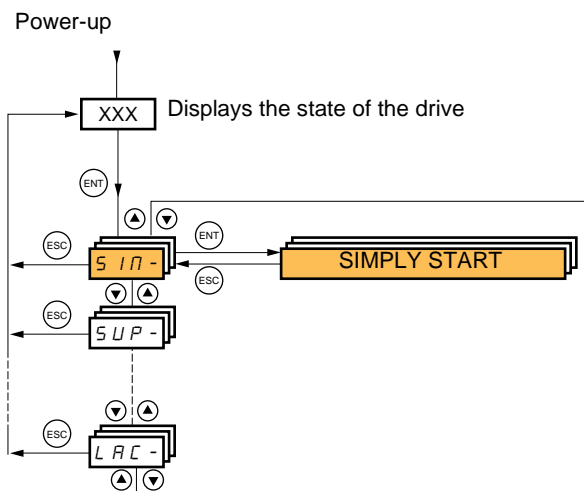 Power-up
XXX Displays the state of the drive
ENT
ESC SIM- ENT SIMPLY START
ESC
ESC SUP-
ESC LAC-